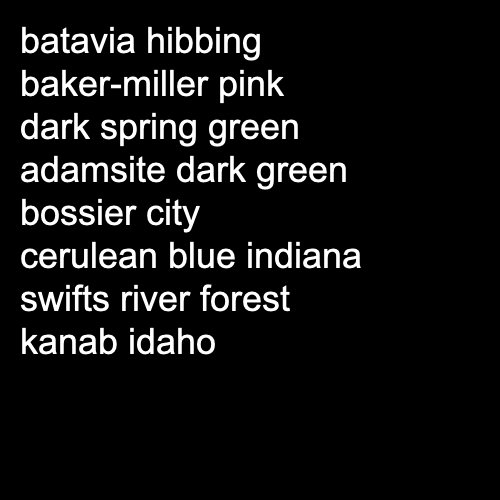 batavia hibbing
baker-miller pink
dark spring green
adamsite dark green
bossier city
cerulean blue indiana
swifts river forest
kanab idaho